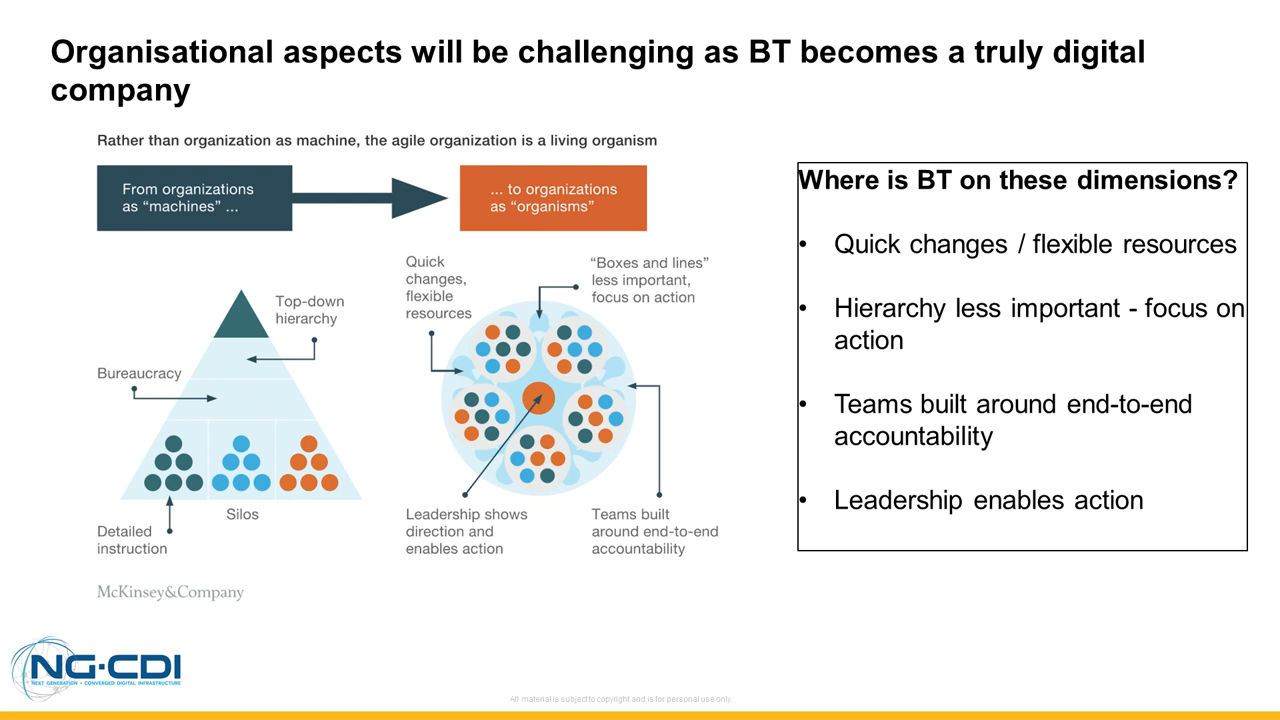 Organisational aspects will be challenging as BT becomes a truly digital
company
Rather than organization as machine, the agile organization is a living organism
From organizations
as “machines” ...
... to organizations
as “organisms”
Top-down
hierarchy
Bureaucracy
Silos
Detailed
instruction
Quick
changes,
flexible
resources
“Boxes and lines”
less important,
focus on action
Leadership shows
direction and
enables action
Teams built
around end-to-end
accountability
McKinsey&Company
Where is BT on these dimensions?
• Quick changes / flexible resources
• Hierarchy less important - focus on
action
• Teams built around end-to-end
accountability
• Leadership enables action
NG·CDI
NEXT GENERATION • CONVERGED DIGITAL INFRASTRUCTURE
All material is subject to copyright and is for personal use only.